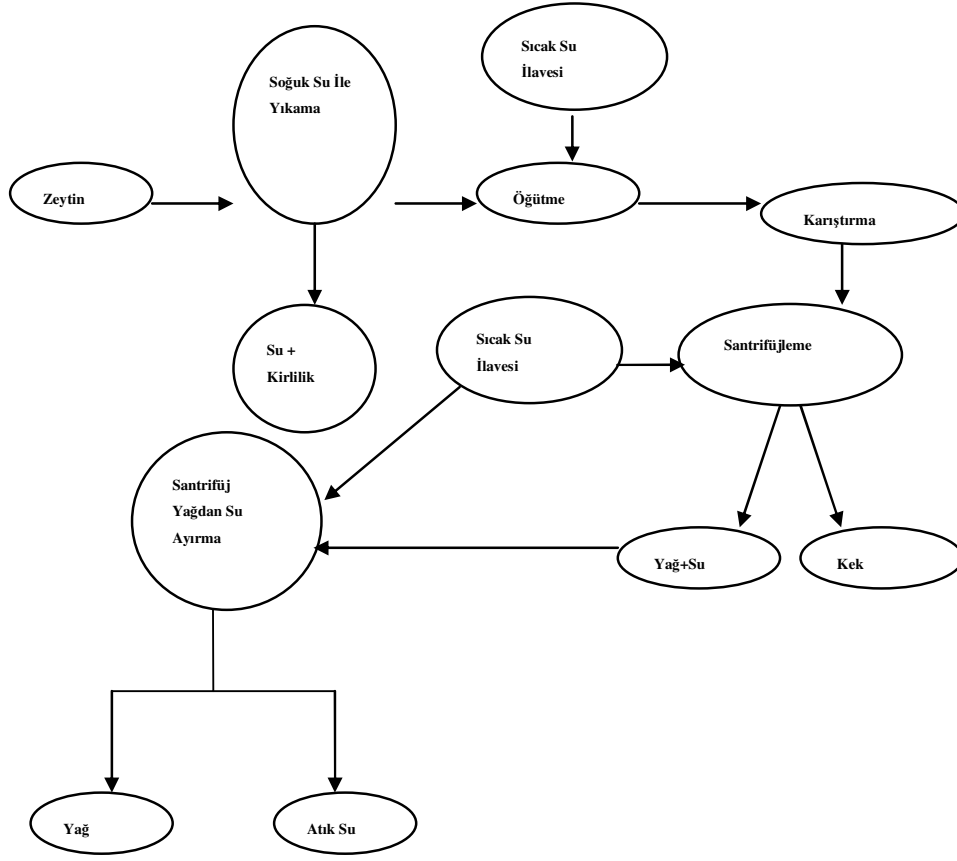 Sıcak Su
İlavesi
Soğuk Su İle
Yıkama
Zeytin
Öğütme
Karıştırma
Su +
Kirlilik
Sıcak Su
İlavesi
Santrifüjleme
Santrifüj
Yağdan Su
Ayırma
Yağ+Su
Kek
Yağ
Atık Su